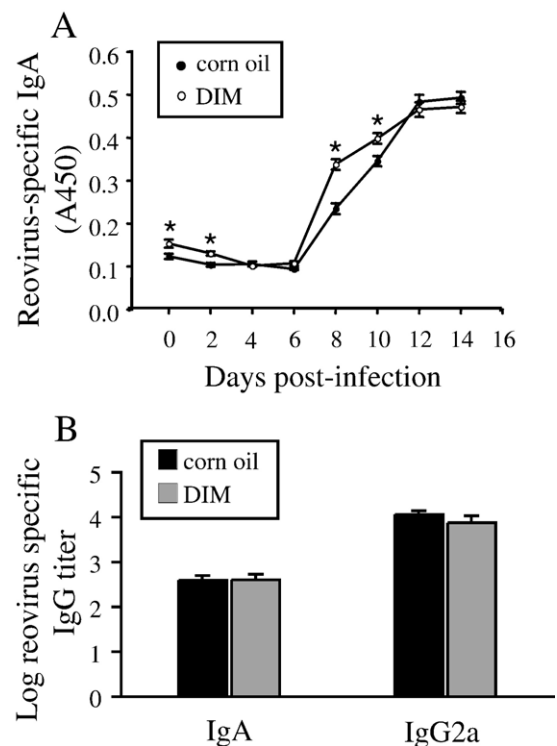 A
corn oil
DIM
Reovirus-specific IgA
(A450)
0.6
0.5
0.4
0.3
0.2
0.1
0.0
* * * *
0 2 4 6 8 10 12 14 16
Days post-infection
B
corn oil
DIM
Log reovirus specific
IgG titer
5
4
3
2
1
0
IgA IgG2a